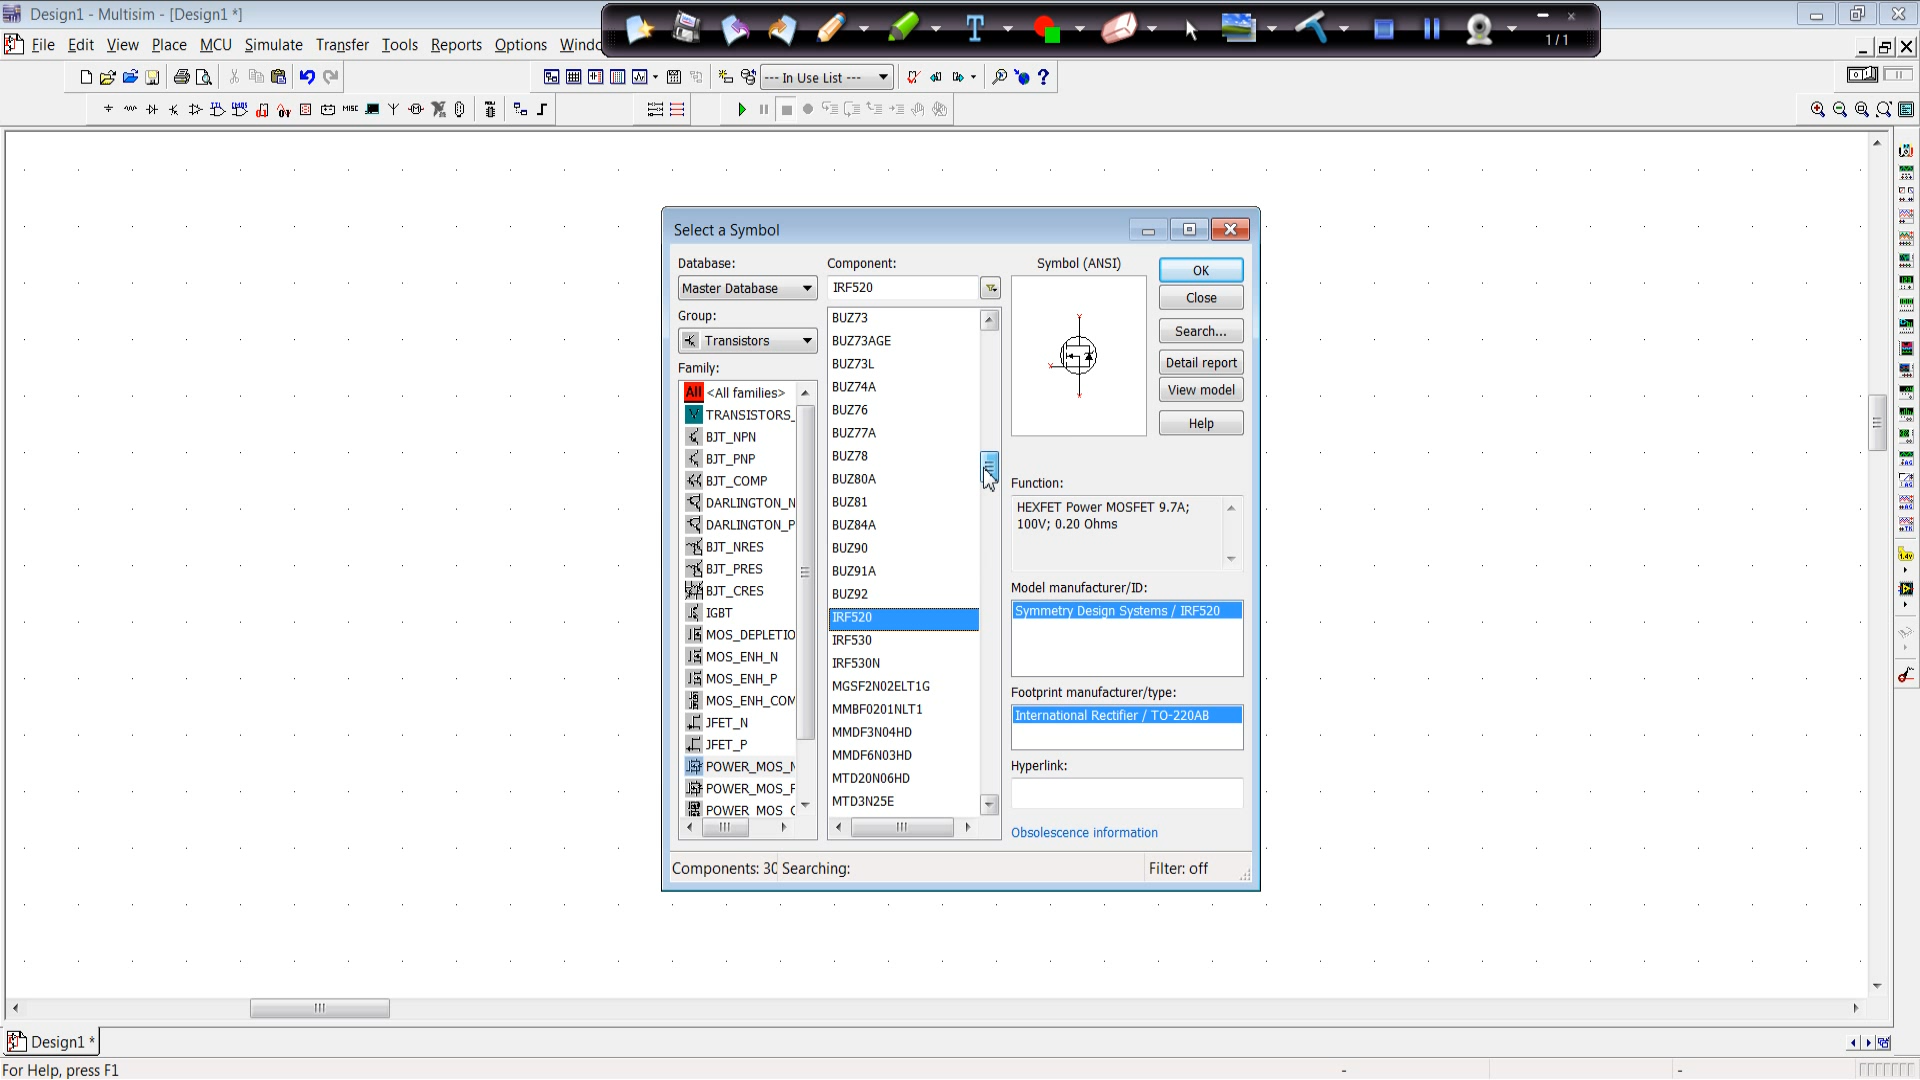 Design1 - Multisim - [Design1 *]
1/1
File Edit View Place MCU Simulate Transfer Tools Reports Options Windo
--- In Use List ---
MISC
Select a Symbol
Database:
Master Database
Group:
Transistors
Family:
All <All families>
TRANSISTORS_
BJT_NPN
BJT_PNP
BJT_COMP
DARLINGTON_N
DARLINGTON_P
BJT_NRES
BJT_PRES
BJT_CRES
IGBT
MOS_DEPLETIO
MOS_ENH_N
MOS_ENH_P
MOS_ENH_COM
JFET_N
JFET_P
POWER_MOS_N
POWER_MOS_P
POWER_MOS_C
Component:
IRF520
BUZ73
BUZ73AGE
BUZ73L
BUZ74A
BUZ76
BUZ77A
BUZ78
BUZ80A
BUZ81
BUZ84A
BUZ90
BUZ91A
BUZ92
IRF520
IRF530
IRF530N
MGSF2N02ELT1G
MMBF0201NLT1
MMDF3N04HD
MMDF6N03HD
MTD20N06HD
MTD3N25E
Symbol (ANSI)
OK
Close
Search...
Detail report
View model
Help
Function:
HEXFET Power MOSFET 9.7A;
100V; 0.20 Ohms
Model manufacturer/ID:
Symmetry Design Systems / IRF520
Footprint manufacturer/type:
International Rectifier / TO-220AB
Hyperlink:
Obsolescence information
Components: 30 Searching: Filter: off
Design1 *
For Help, press F1 - -